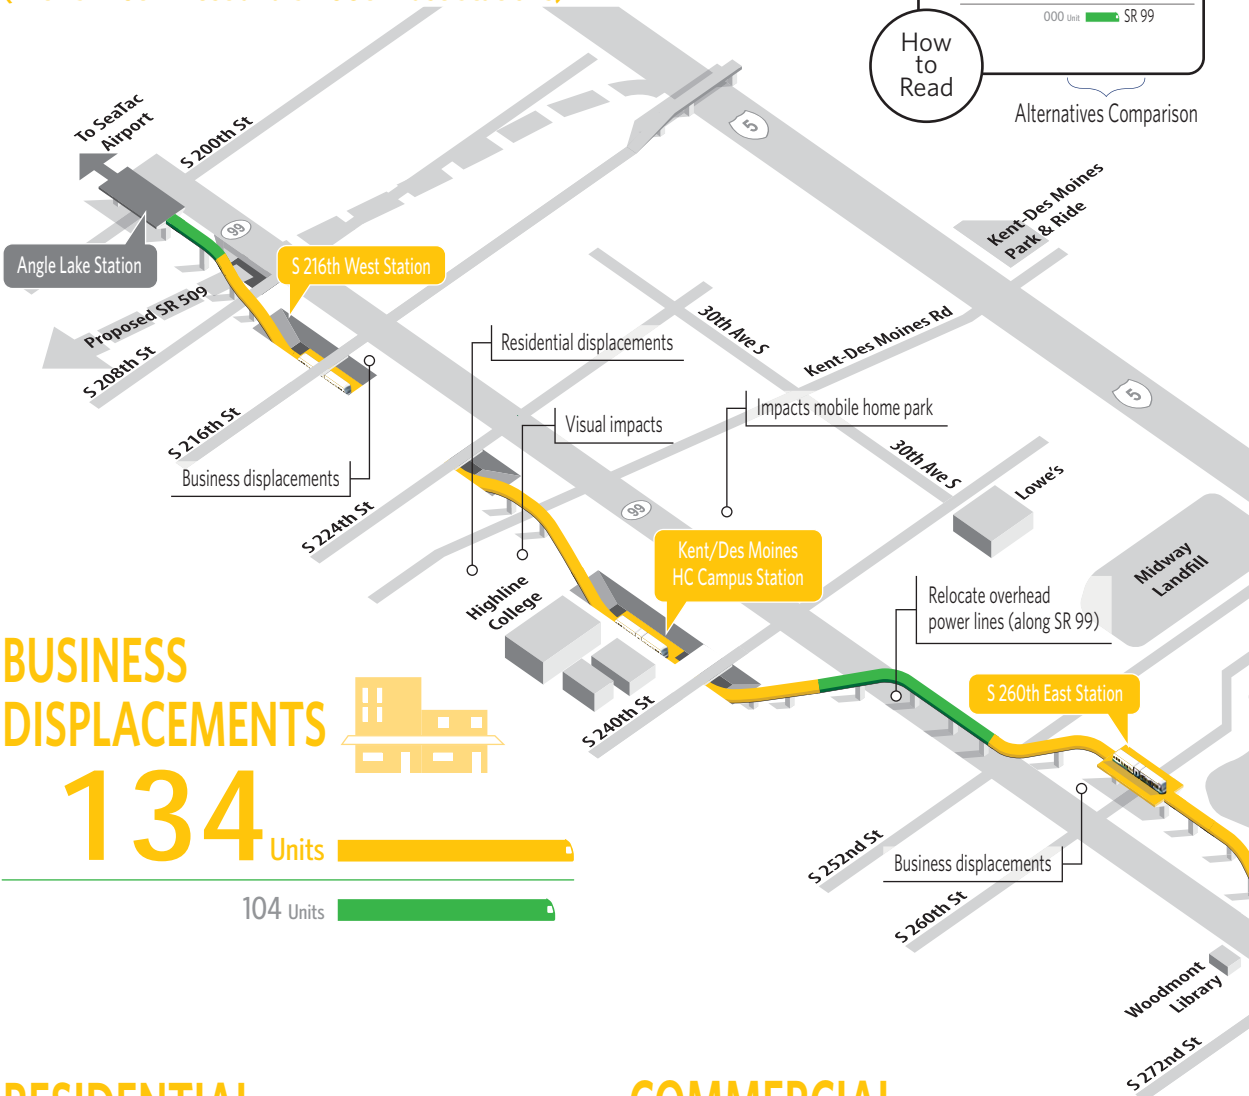 000 Unit SR 99
How
to
Read
Alternatives Comparison
To SeaTac
Airport
S 200th St
5
Kent-Des Moines
Park & Ride
99
Angle Lake Station
S 216th West Station
Proposed SR 509
S 208th St
30th Ave S
Kent-Des Moines Rd
Residential displacements
5
S 216th St
Visual impacts
Impacts mobile home park
Business displacements
30th Ave S
Lowe's
S 224th St
99
Kent/Des Moines
HC Campus Station
Midway
Landfill
Highline
College
Relocate overhead
power lines (along SR 99)
S 240th St
S 260th East Station
BUSINESS
DISPLACEMENTS
134 Units
104 Units
S 252nd St
Business displacements
S 260th St
Woodmont
Library
S 272nd St
RESIDENTIAL
COMMERCIAL